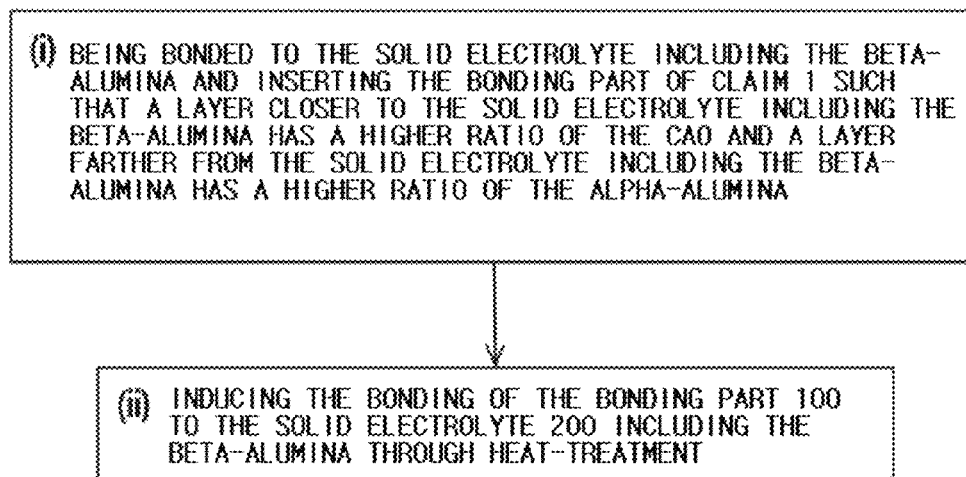 (i) BEING BONDED TO THE SOLID ELECTROLYTE INCLUDING THE BETA-
ALUMINA AND INSERTING THE BONDING PART OF CLAIM 1 SUCH
THAT A LAYER CLOSER TO THE SOLID ELECTROLYTE INCLUDING THE
BETA-ALUMINA HAS A HIGHER RATIO OF THE CAO AND A LAYER
FARTHER FROM THE SOLID ELECTROLYTE INCLUDING THE BETA-
ALUMINA HAS A HIGHER RATIO OF THE ALPHA-ALUMINA
(ii) INDUCING THE BONDING OF THE BONDING PART 100
TO THE SOLID ELECTROLYTE 200 INCLUDING THE
BETA-ALUMINA THROUGH HEAT-TREATMENT